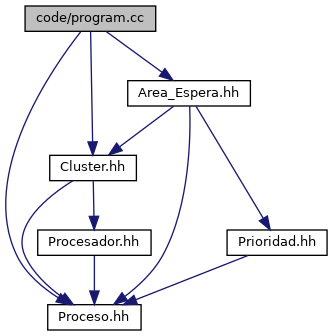 code/program.cc
Area_Espera.hh
Cluster.hh
Procesador.hh
Prioridad.hh
Proceso.hh